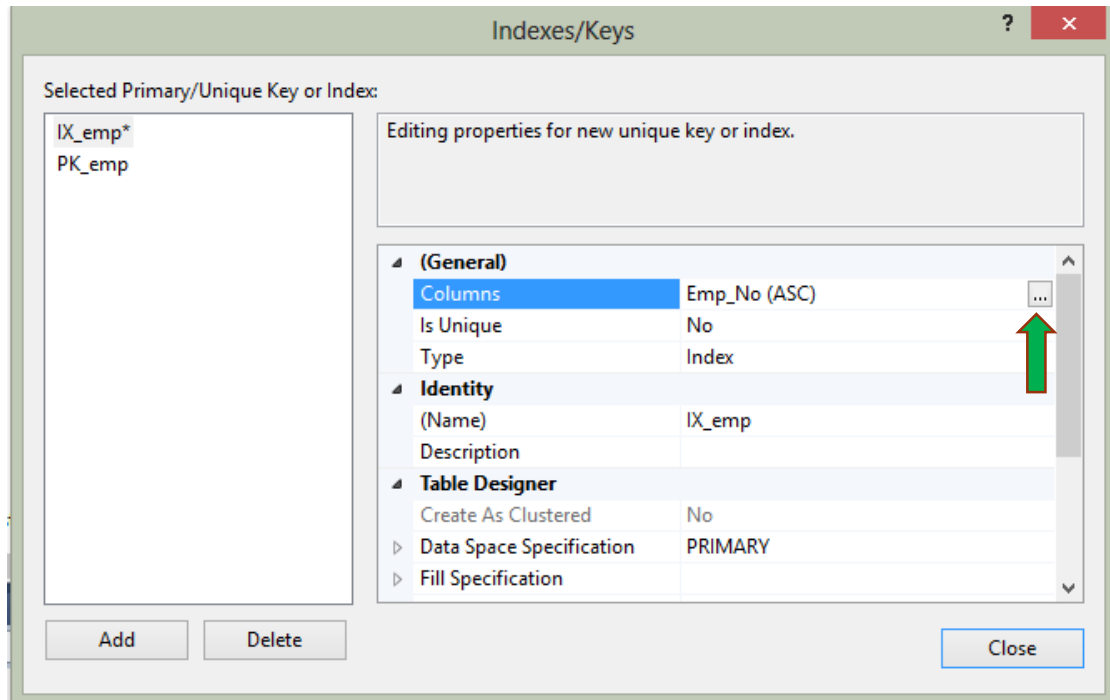 Indexes/Keys
?
Selected Primary/Unique Key or Index:
IX_emp*
PK_emp
Editing properties for new unique key or index.
(General)
Columns Emp_No (ASC) ...
Is Unique No
Type Index
Identity
(Name) IX_emp
Description
Table Designer
Create As Clustered No
Data Space Specification PRIMARY
Fill Specification
Add Delete
Close